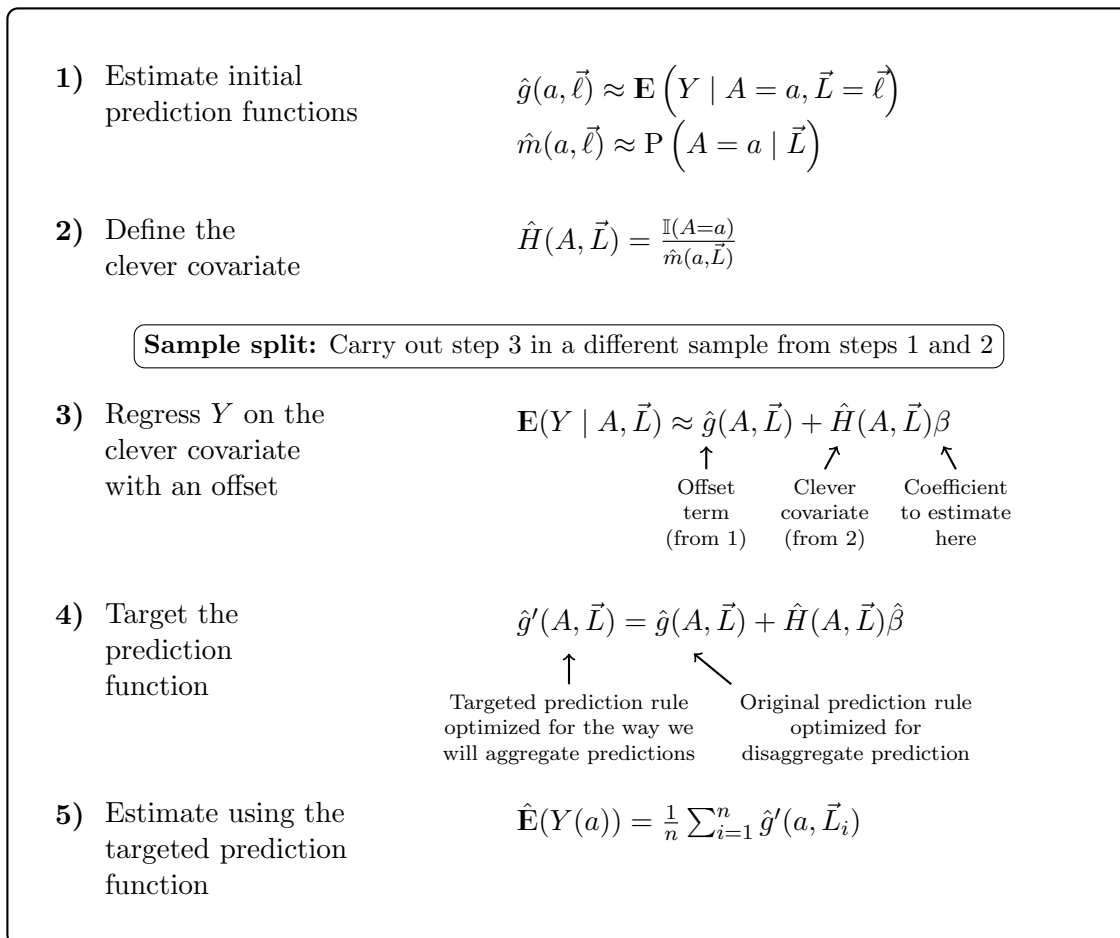 1) Estimate initial
prediction functions
ĝ(a, ℓ⃗) ≈ E (Y | A = a, L⃗ = ℓ⃗)
m̂(a, ℓ⃗) ≈ P (A = a | L⃗)
2) Define the
clever covariate
Ĥ(A, L⃗) = 𝕀(A=a) / m̂(a,L⃗)
Sample split: Carry out step 3 in a different sample from steps 1 and 2
3) Regress Y on the
clever covariate
with an offset
E(Y | A, L⃗) ≈ ĝ(A, L⃗) + Ĥ(A, L⃗)β
Offset
term
(from 1)
Clever
covariate
(from 2)
Coefficient
to estimate
here
4) Target the
prediction
function
ĝ′(A, L⃗) = ĝ(A, L⃗) + Ĥ(A, L⃗)β̂
Targeted prediction rule
optimized for the way we
will aggregate predictions
Original prediction rule
optimized for
disaggregate prediction
5) Estimate using the
targeted prediction
function
Ê(Y(a)) = 1/n ∑ⁿᵢ₌₁ ĝ′(a, L⃗ᵢ)